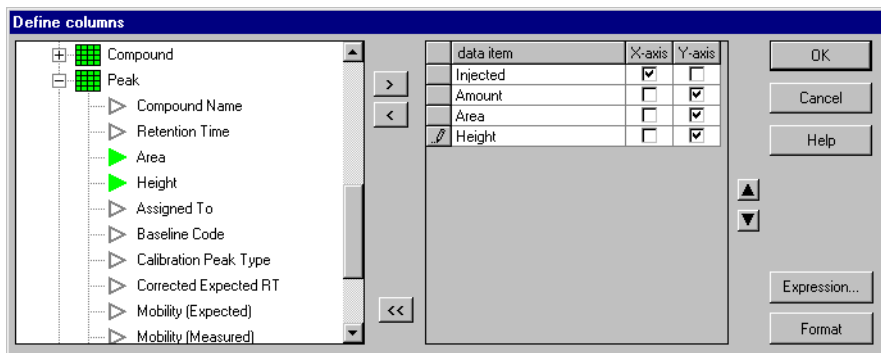 Define columns
Compound
Peak
Compound Name
Retention Time
Area
Height
Assigned To
Baseline Code
Calibration Peak Type
Corrected Expected RT
Mobility (Expected)
Mobility (Measured)
>
<
<<
data item X-axis Y-axis
Injected
Amount
Area
Height
OK
Cancel
Help
Expression...
Format